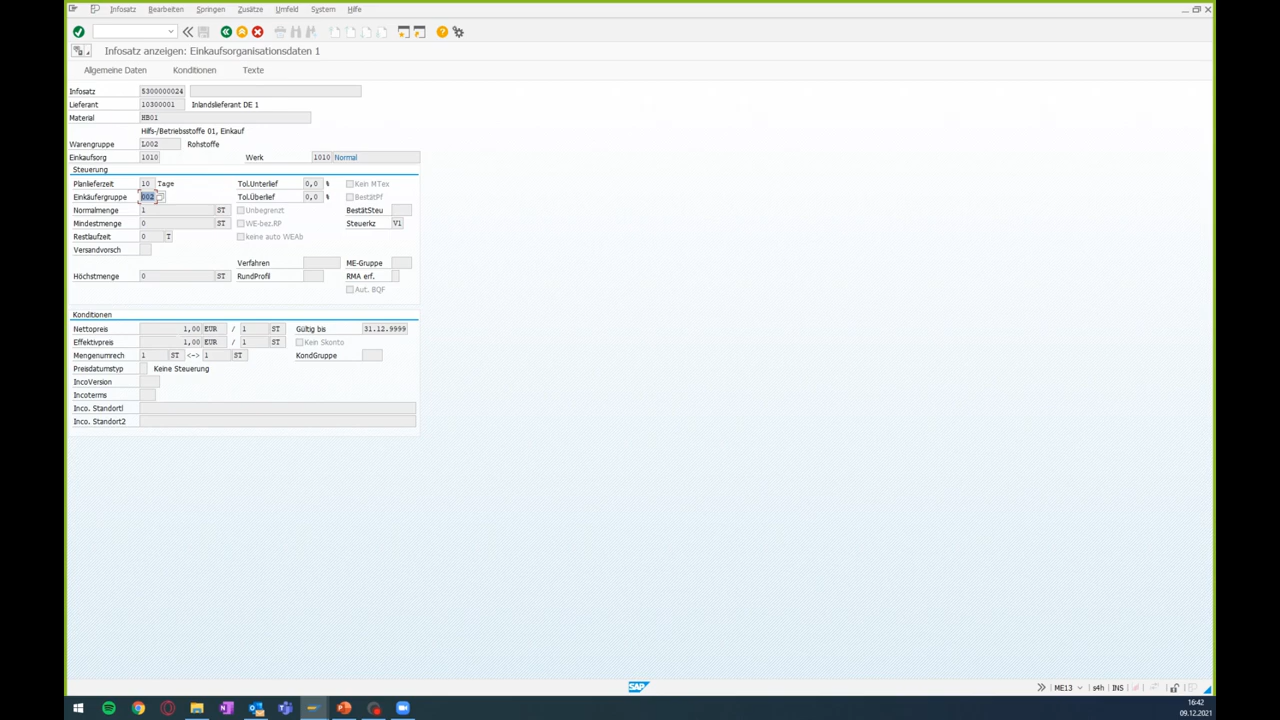 Infosatz Bearbeiten Springen Zusätze Umfeld System Hilfe
Infosatz anzeigen: Einkaufsorganisationsdaten 1
Allgemeine Daten Konditionen Texte
Infosatz 5300000024
Lieferant 10300001 Inlandslieferant DE 1
Material HB01
Hilfs-/Betriebsstoffe 01, Einkauf
Warengruppe L002 Rohstoffe
Einkaufsorg 1010 Werk 1010 Normal
Steuerung
Planlieferzeit 10 Tage Tol.Unterlief 0,0 % Kein MTex
Einkäufergruppe 002 Tol.Überlief 0,0 % BestätPf
Normalmenge 1 ST Unbegrenzt BestätSteu
Mindestmenge 0 ST WE-bez.RP Steuerkz V1
Restlaufzeit 0 T keine auto WEAb
Versandvorsch
Verfahren ME-Gruppe
Höchstmenge 0 ST RundProfil RMA erf.
Aut. BQF
Konditionen
Nettopreis 1,00 EUR / 1 ST Gültig bis 31.12.9999
Effektivpreis 1,00 EUR / 1 ST Kein Skonto
Mengenumrech 1 ST <-> 1 ST KondGruppe
Preisdatumstyp Keine Steuerung
IncoVersion
Incoterms
Inco. Standort1
Inco. Standort2
SAP ME13 s4h INS
16:42
09.12.2021